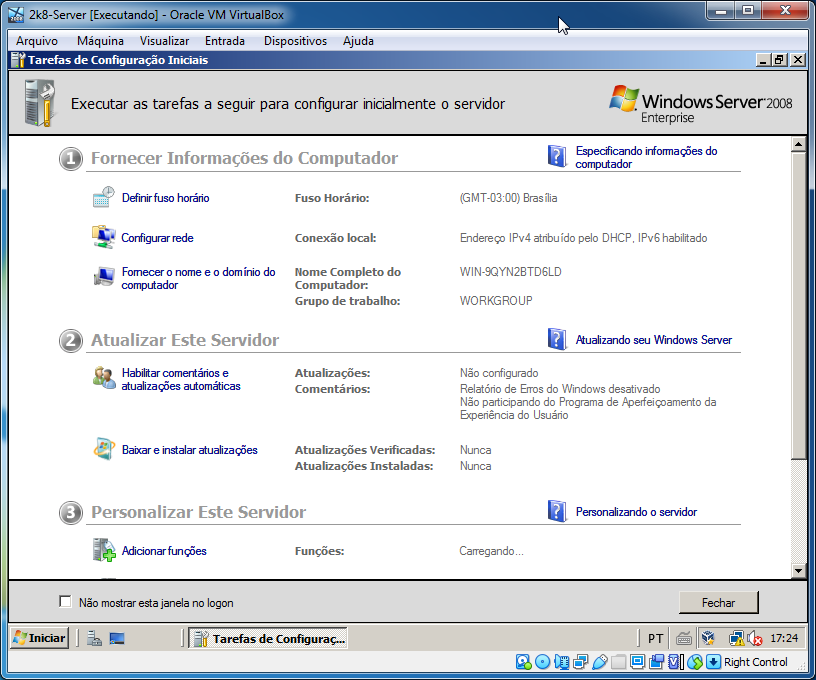 2k8-Server [Executando] - Oracle VM VirtualBox
Arquivo Máquina Visualizar Entrada Dispositivos Ajuda
Tarefas de Configuração Iniciais
Executar as tarefas a seguir para configurar inicialmente o servidor
Windows Server 2008
Enterprise
1 Fornecer Informações do Computador
Especificando informações do
computador
Definir fuso horário Fuso Horário: (GMT-03:00) Brasília
Configurar rede Conexão local: Endereço IPv4 atribuído pelo DHCP, IPv6 habilitado
Fornecer o nome e o domínio do
computador
Nome Completo do
Computador:
WIN-9QYN2BTD6LD
Grupo de trabalho: WORKGROUP
2 Atualizar Este Servidor
Atualizando seu Windows Server
Habilitar comentários e
atualizações automáticas
Atualizações: Não configurado
Comentários: Relatório de Erros do Windows desativado
Não participando do Programa de Aperfeiçoamento da
Experiência do Usuário
Baixar e instalar atualizações Atualizações Verificadas: Nunca
Atualizações Instaladas: Nunca
3 Personalizar Este Servidor
Personalizando o servidor
Adicionar funções Funções: Carregando...
Não mostrar esta janela no logon
Fechar
Iniciar Tarefas de Configuraç... PT 17:24
Right Control